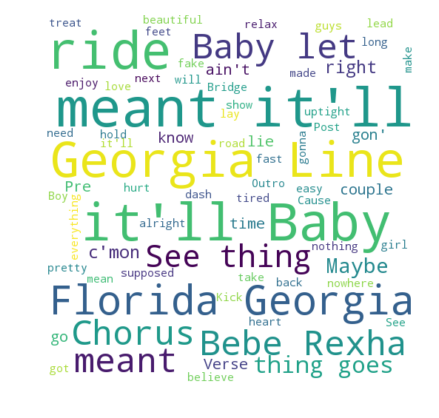 treat beautiful relax guys lead
ride feet Baby let long
fake ain't right make
enjoy next will made Bridge
love show uptight
meant it'll
lay Post
need hold know road lie gonna gon'
it'll
Georgia Line
fast
Pre hurt dash tired Outro easy couple
Boy Cause
everything it'll Baby
alright time
c'mon See thing nothing girl
pretty supposed Maybe
mean take back nowhere
Florida Georgia
Kick See
go Chorus heart Bebe Rexha
meant Verse thing goes
got believe